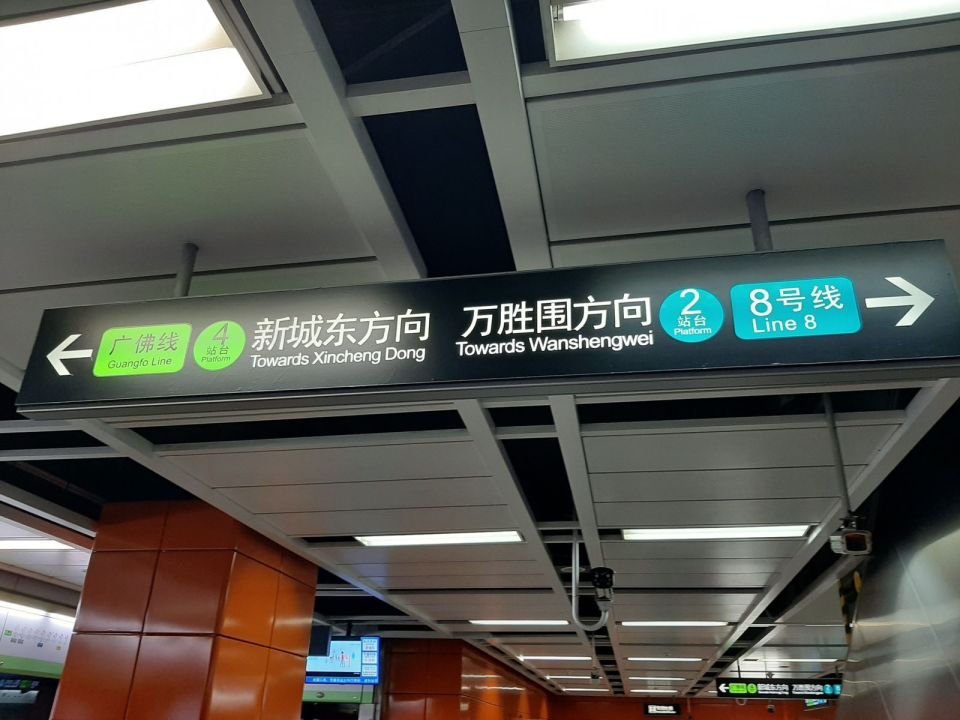 广佛线
Guangfo Line
4
站台
Platform
新城东方向
Towards Xincheng Dong
万胜围方向
Towards Wanshengwei
2
站台
Platform
8号线
Line 8